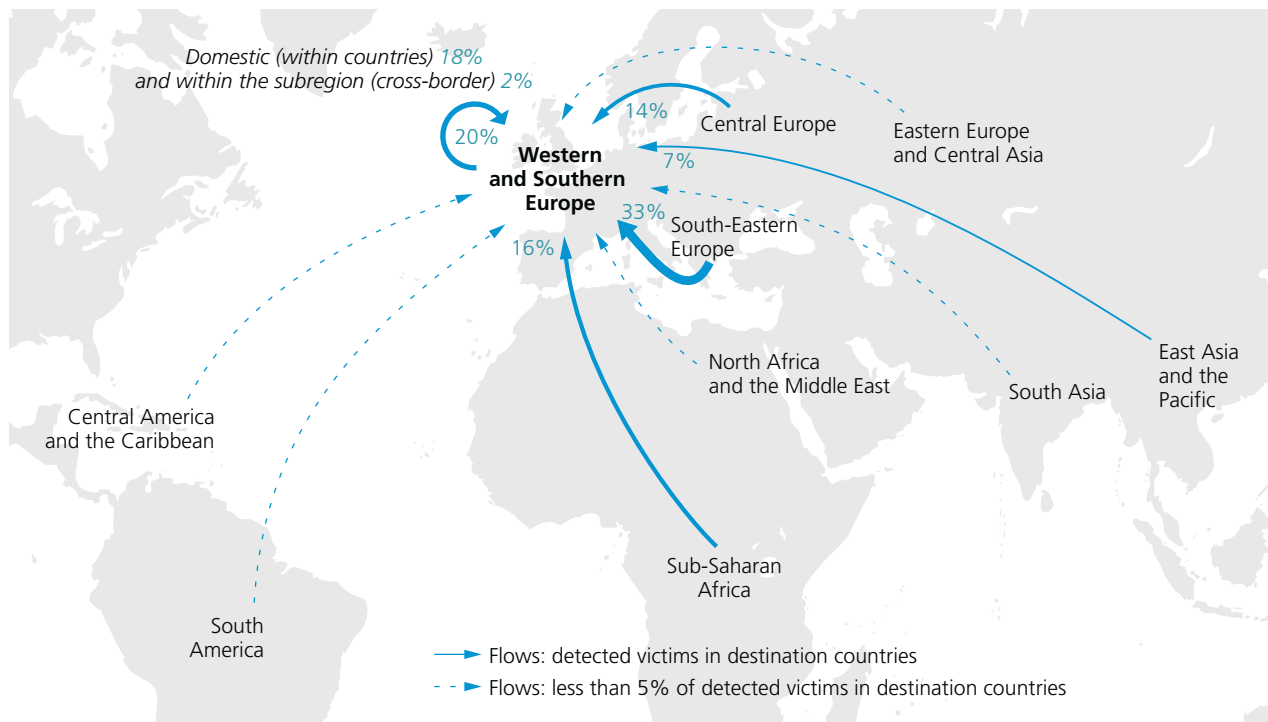 Domestic (within countries) 18%
and within the subregion (cross-border) 2%
20%
Western
and Southern
Europe
14%
Central Europe
Eastern Europe
and Central Asia
7%
33%
South-Eastern
Europe
16%
North Africa
and the Middle East
South Asia
East Asia
and the
Pacific
Central America
and the Caribbean
Sub-Saharan
Africa
South
America
Flows: detected victims in destination countries
Flows: less than 5% of detected victims in destination countries